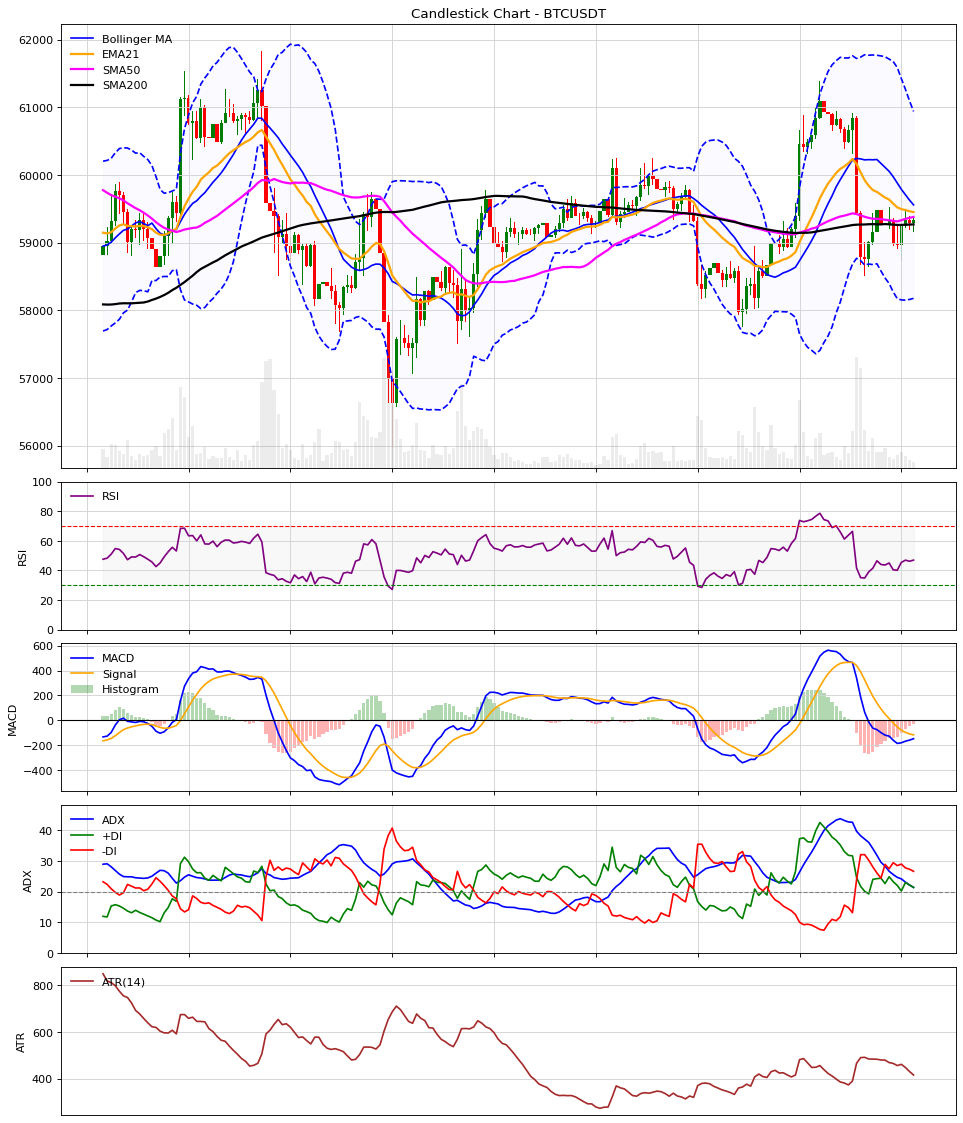 Candlestick Chart - BTCUSDT
62000
61000
60000
59000
58000
57000
56000
Bollinger MA
EMA21
SMA50
SMA200
100
80
60
40
20
0
RSI
RSI
600
400
200
0
−200
−400
MACD
MACD
Signal
Histogram
40
30
20
10
0
ADX
ADX
+DI
-DI
800
600
400
ATR
ATR(14)